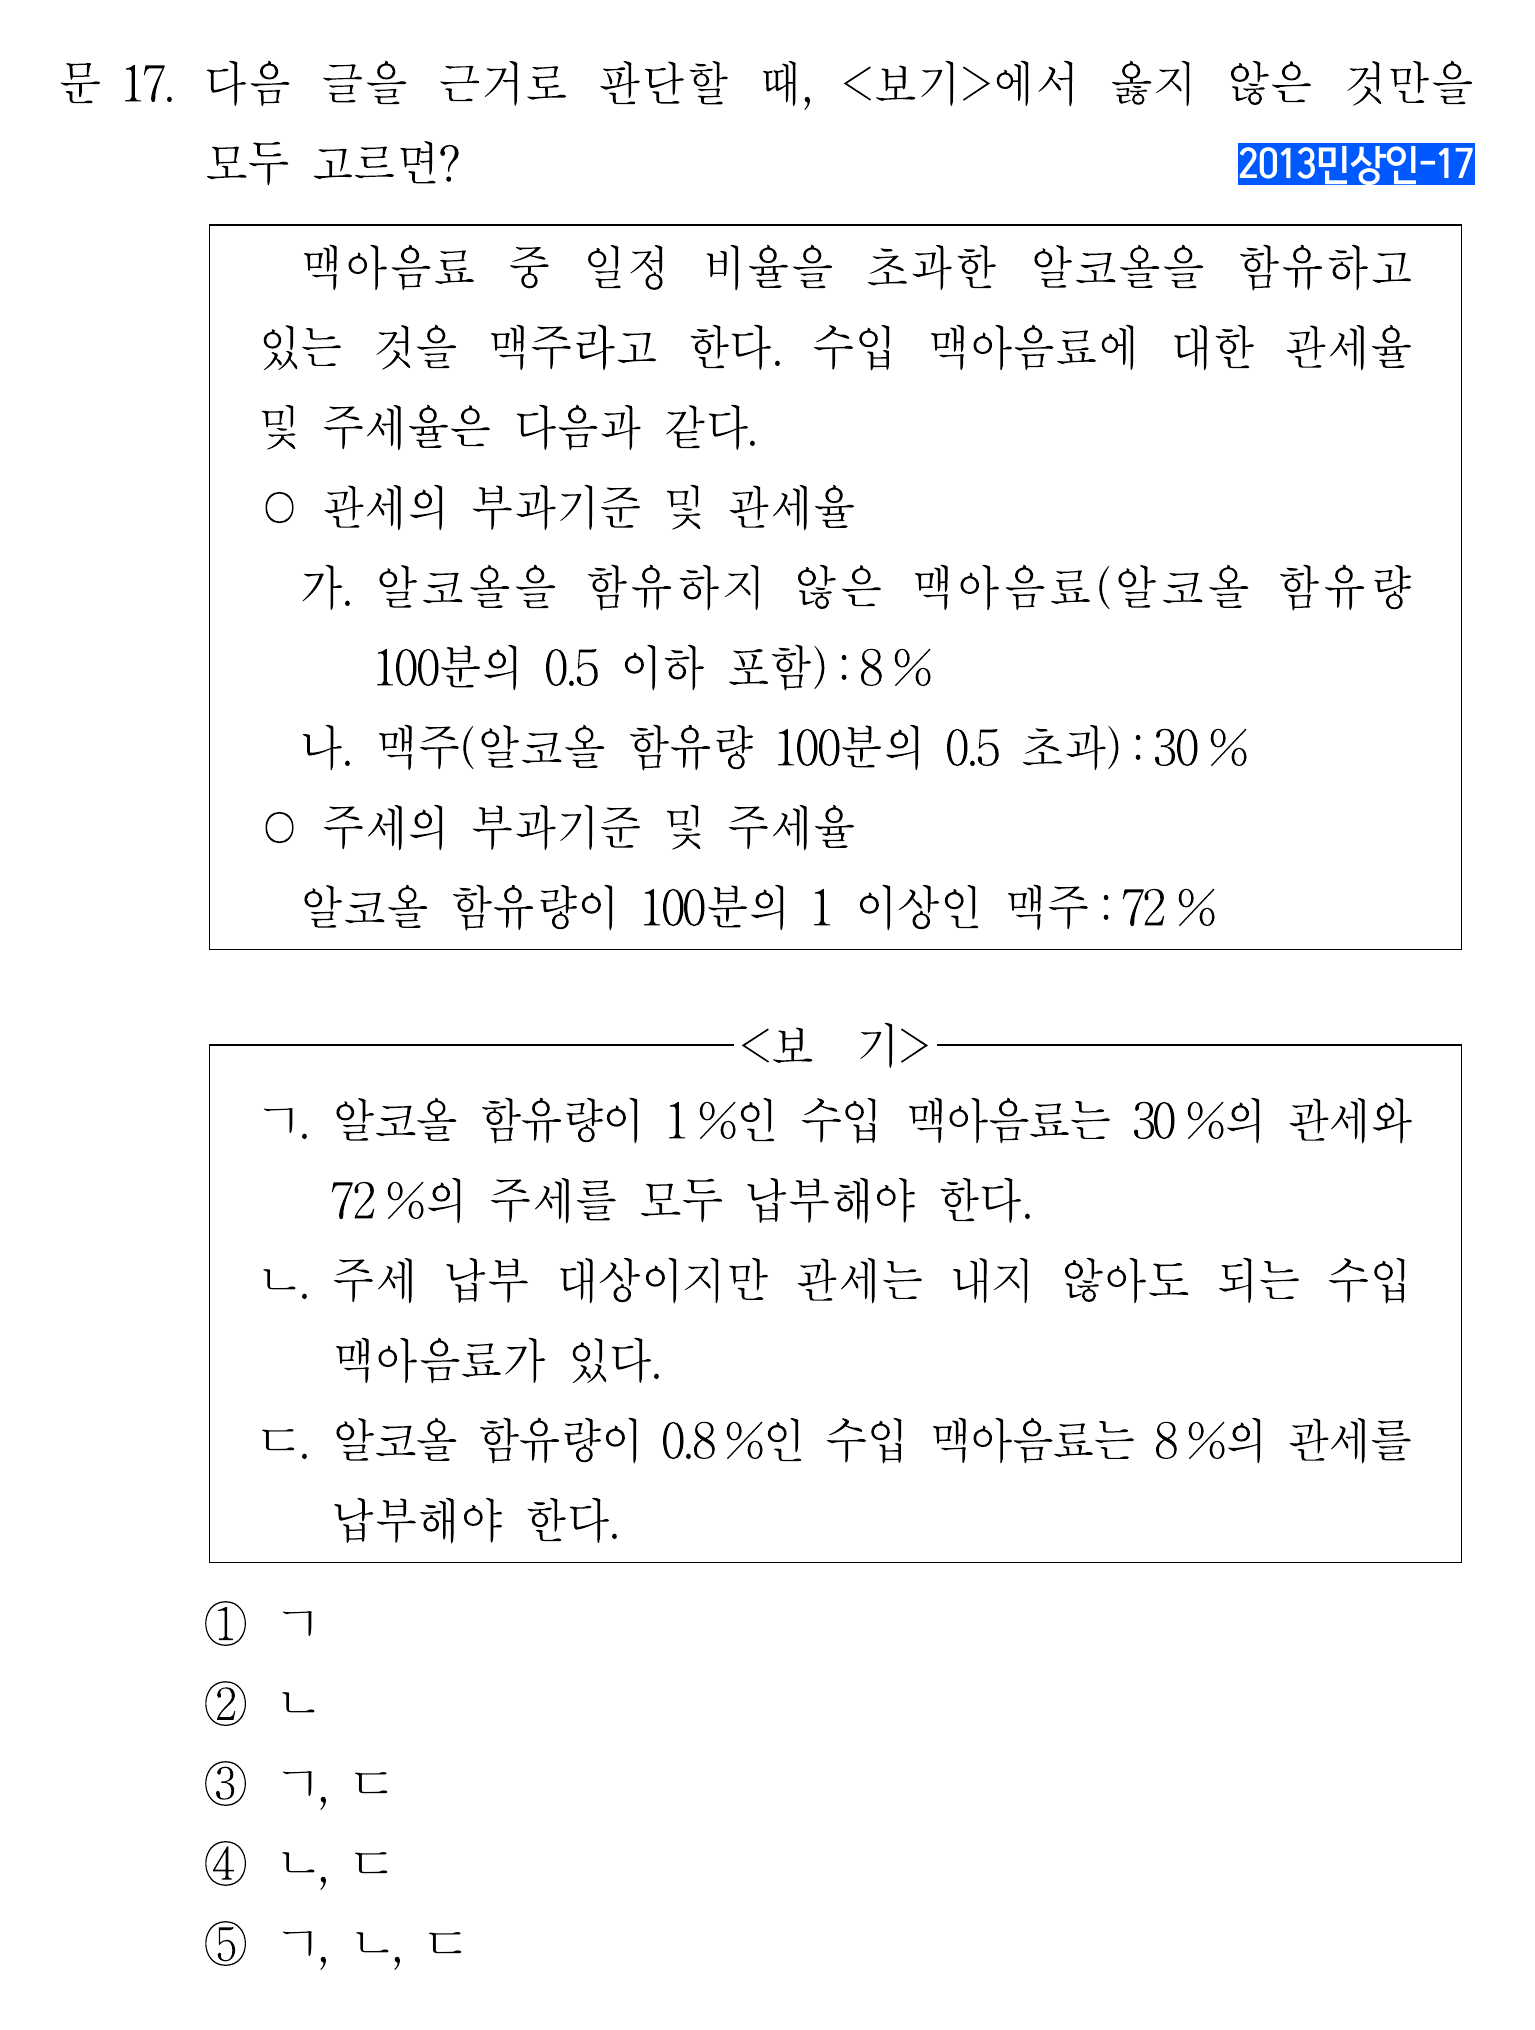 문 17. 다음 글을 근거로 판단할 때, <보기>에서 옳지 않은 것만을
모두 고르면?
2013민상인-17
맥아음료 중 일정 비율을 초과한 알코올을 함유하고
있는 것을 맥주라고 한다. 수입 맥아음료에 대한 관세율
및 주세율은 다음과 같다.
○ 관세의 부과기준 및 관세율
가. 알코올을 함유하지 않은 맥아음료(알코올 함유량
100분의 0.5 이하 포함) : 8 %
나. 맥주(알코올 함유량 100분의 0.5 초과) : 30 %
○ 주세의 부과기준 및 주세율
알코올 함유량이 100분의 1 이상인 맥주 : 72 %
<보 기>
ㄱ. 알코올 함유량이 1 %인 수입 맥아음료는 30 %의 관세와
72 %의 주세를 모두 납부해야 한다.
ㄴ. 주세 납부 대상이지만 관세는 내지 않아도 되는 수입
맥아음료가 있다.
ㄷ. 알코올 함유량이 0.8 %인 수입 맥아음료는 8 %의 관세를
납부해야 한다.
① ㄱ
② ㄴ
③ ㄱ, ㄷ
④ ㄴ, ㄷ
⑤ ㄱ, ㄴ, ㄷ